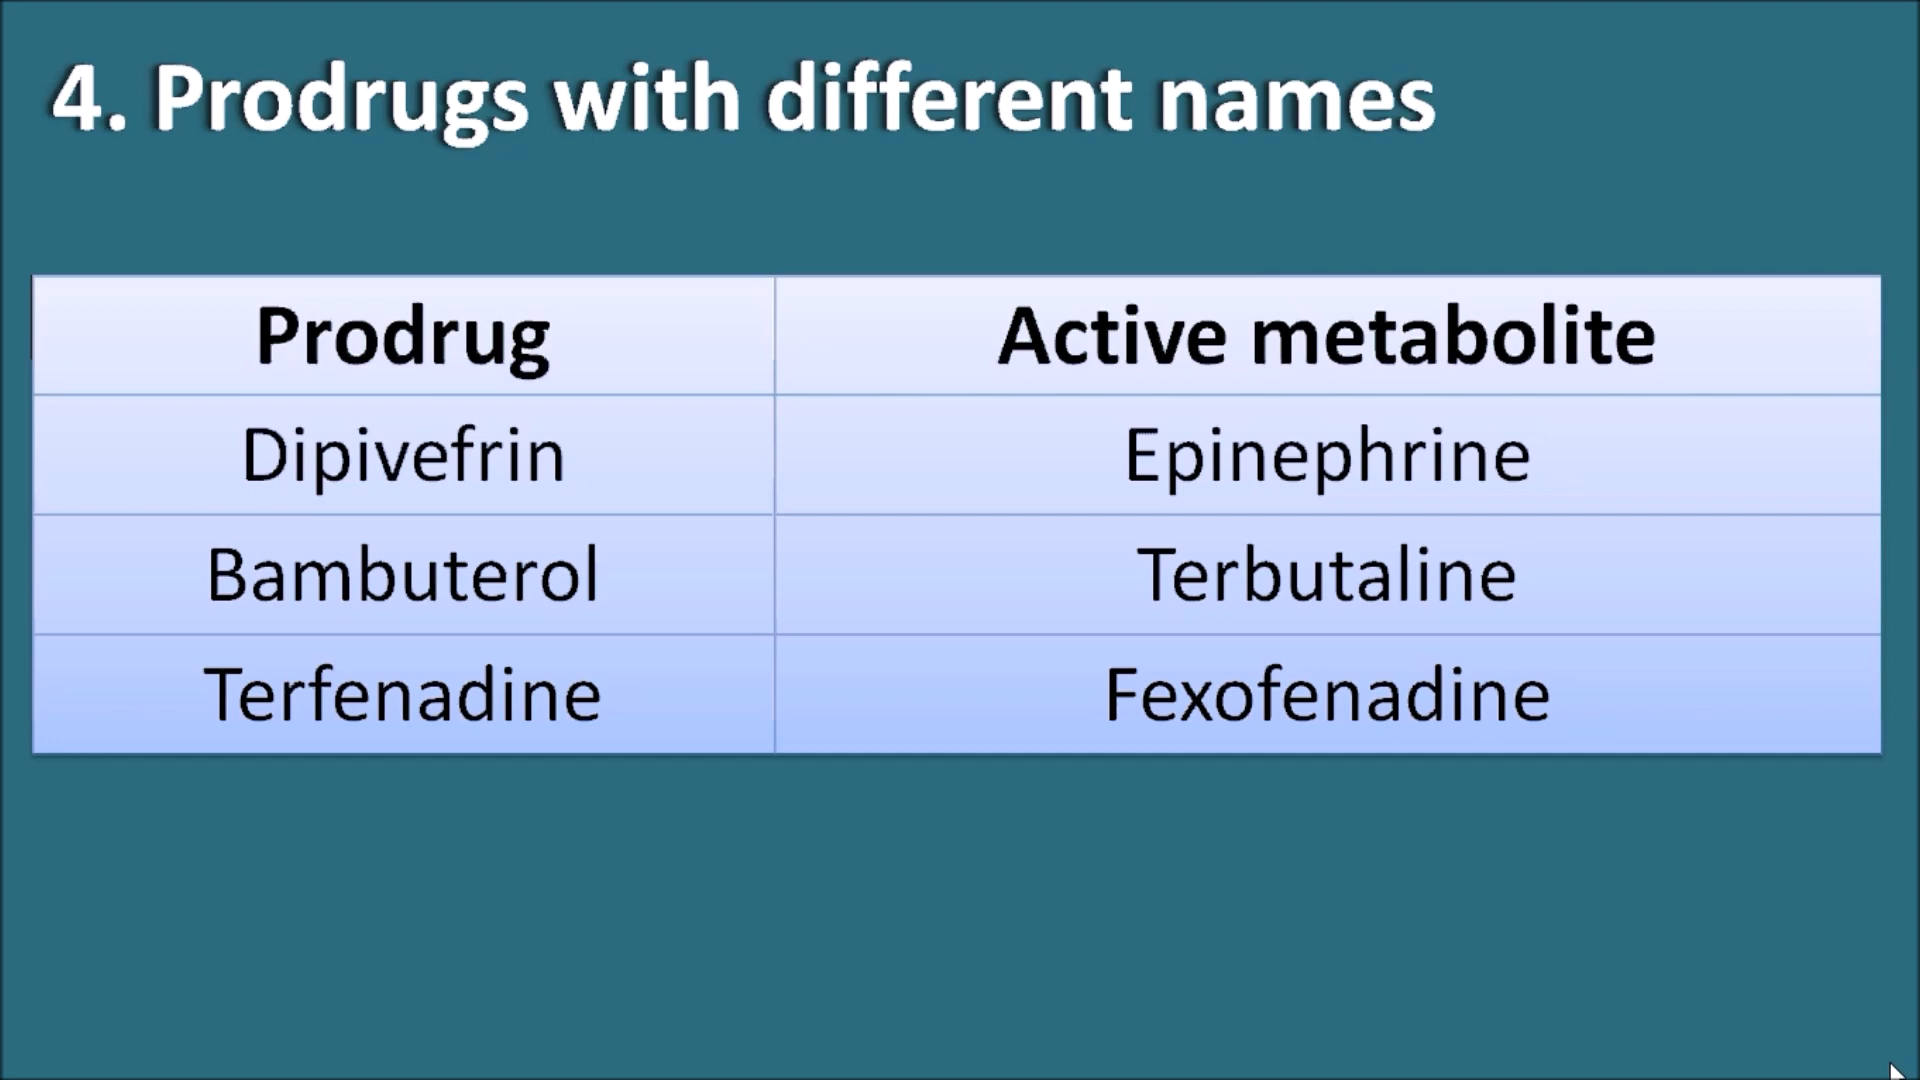 4. Prodrugs with different names
Prodrug Active metabolite
Dipivefrin Epinephrine
Bambuterol Terbutaline
Terfenadine Fexofenadine